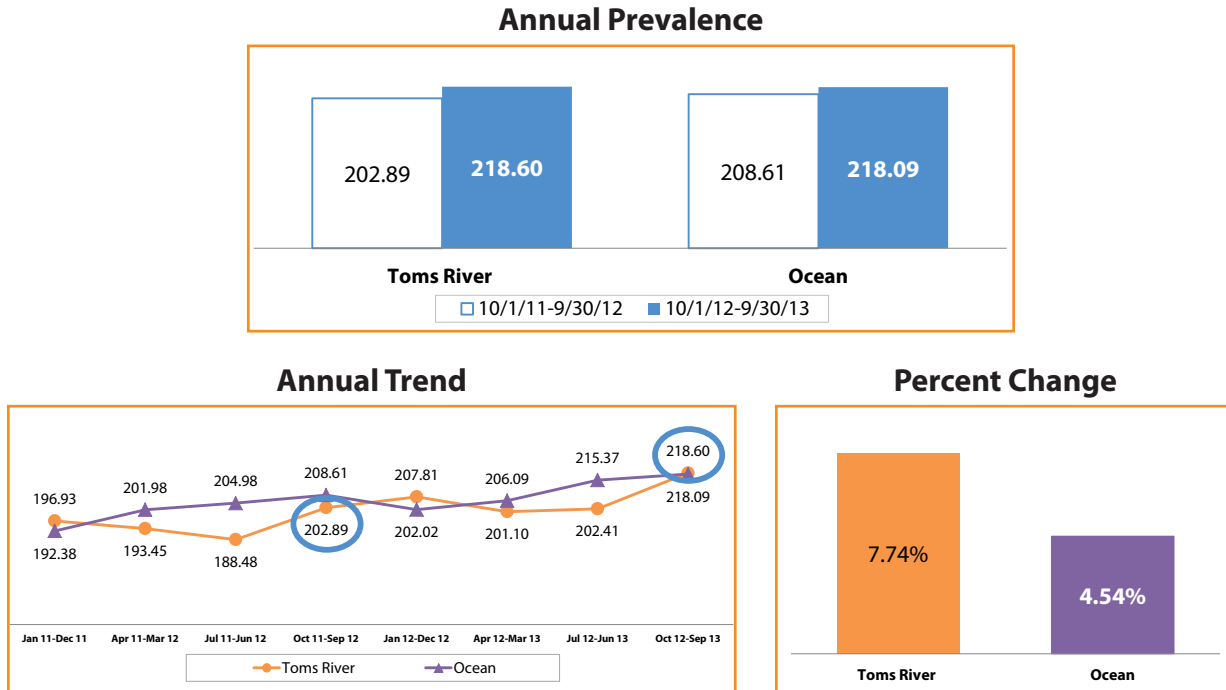 Annual Prevalence
202.89 218.60 208.61 218.09
Toms River Ocean
10/1/11-9/30/12 10/1/12-9/30/13
Annual Trend
196.93 201.98 204.98 208.61 207.81 206.09 215.37 218.60
192.38 193.45 188.48 202.89 202.02 201.10 202.41 218.09
Jan 11-Dec 11 Apr 11-Mar 12 Jul 11-Jun 12 Oct 11-Sep 12 Jan 12-Dec 12 Apr 12-Mar 13 Jul 12-Jun 13 Oct 12-Sep 13
Toms River Ocean
Percent Change
7.74% 4.54%
Toms River Ocean